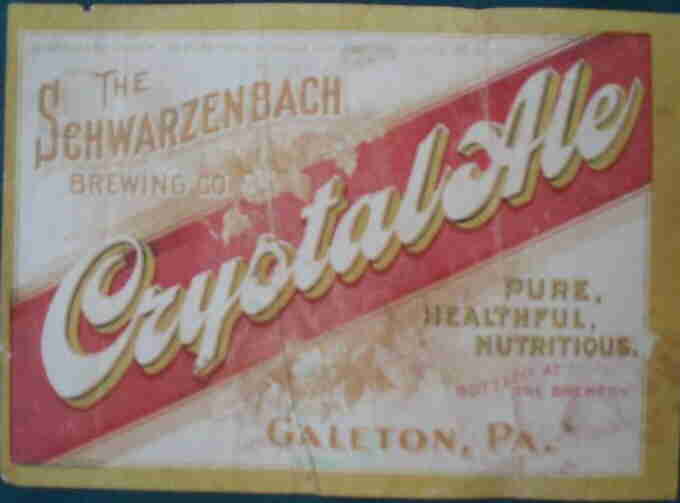 THE
SCHWARZENBACH
BREWING CO
Crystal Ale
PURE,
HEALTHFUL,
NUTRITIOUS.
BOTTLED AT
THE BREWERY
GALETON, PA.